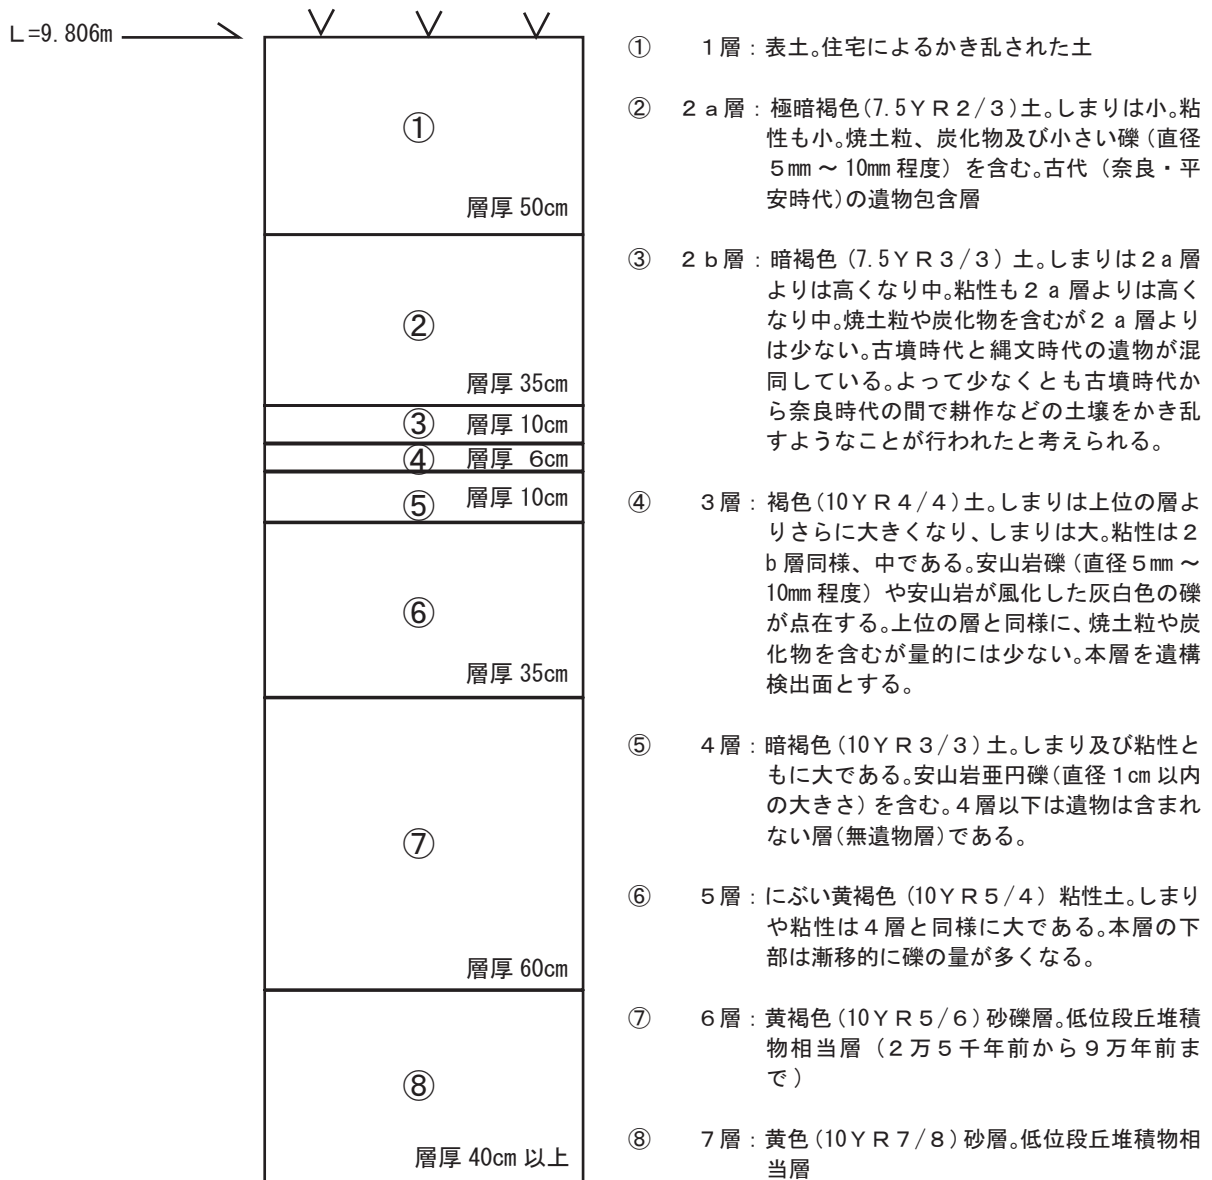 L=9.806m
①
層厚 50cm
②
層厚 35cm
③ 層厚 10cm
④ 層厚 6cm
⑤ 層厚 10cm
⑥
層厚 35cm
⑦
層厚 60cm
⑧
層厚 40cm 以上
① 1層：表土。住宅によるかき乱された土
② 2a層：極暗褐色(7.5YR2/3)土。しまりは小。粘
性も小。焼土粒、炭化物及び小さい礫(直径
5㎜～10㎜程度)を含む。古代(奈良・平
安時代)の遺物包含層
③ 2b層：暗褐色(7.5YR3/3)土。しまりは2a層
よりは高くなり中。粘性も2a層よりは高く
なり中。焼土粒や炭化物を含むが2a層より
は少ない。古墳時代と縄文時代の遺物が混
同している。よって少なくとも古墳時代か
ら奈良時代の間で耕作などの土壌をかき乱
すようなことが行われたと考えられる。
④ 3層：褐色(10YR4/4)土。しまりは上位の層よ
りさらに大きくなり、しまりは大。粘性は2
b層同様、中である。安山岩礫(直径5㎜～
10㎜程度)や安山岩が風化した灰白色の礫
が点在する。上位の層と同様に、焼土粒や炭
化物を含むが量的には少ない。本層を遺構
検出面とする。
⑤ 4層：暗褐色(10YR3/3)土。しまり及び粘性と
もに大である。安山岩亜円礫(直径1㎝以内
の大きさ)を含む。4層以下は遺物は含まれ
ない層(無遺物層)である。
⑥ 5層：にぶい黄褐色(10YR5/4)粘性土。しまり
や粘性は4層と同様に大である。本層の下
部は漸移的に礫の量が多くなる。
⑦ 6層：黄褐色(10YR5/6)砂礫層。低位段丘堆積
物相当層(2万5千年前から9万年前ま
で)
⑧ 7層：黄色(10YR7/8)砂層。低位段丘堆積物相
当層